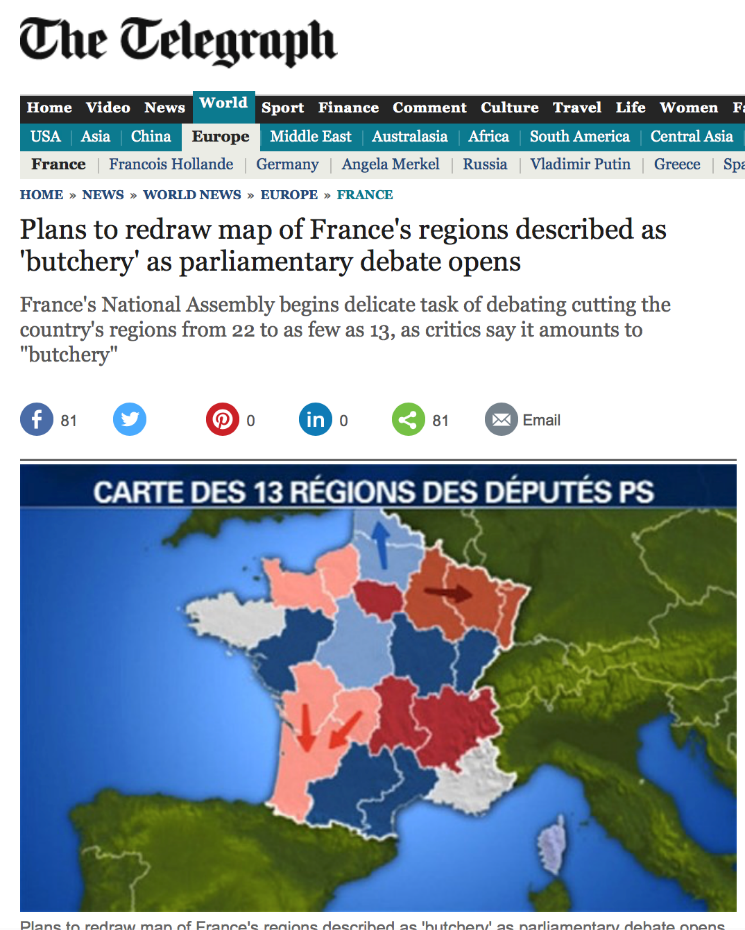 The Telegraph
Home Video News World Sport Finance Comment Culture Travel Life Women
USA Asia China Europe Middle East Australasia Africa South America Central Asia
France Francois Hollande Germany Angela Merkel Russia Vladimir Putin Greece
HOME » NEWS » WORLD NEWS » EUROPE » FRANCE
Plans to redraw map of France's regions described as
'butchery' as parliamentary debate opens
France's National Assembly begins delicate task of debating cutting the
country's regions from 22 to as few as 13, as critics say it amounts to
"butchery"
f 81 0 in 0 81 Email
CARTE DES 13 RÉGIONS DES DÉPUTÉS PS
Plans to redraw map of France's regions described as 'butchery' as parliamentary debate opens